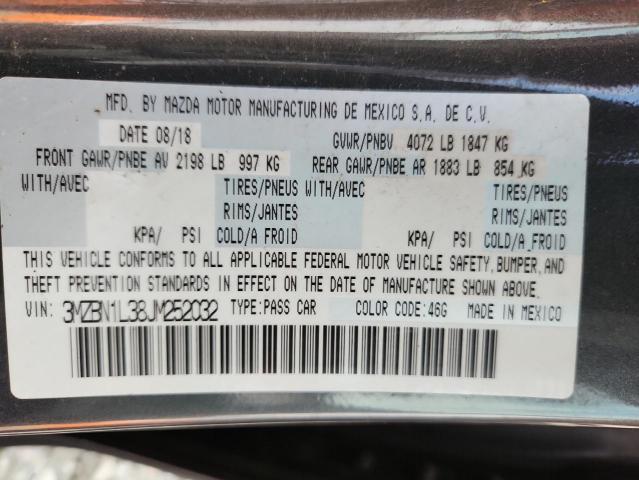 MFD. BY MAZDA MOTOR MANUFACTURING DE MEXICO S.A. DE C.V.
DATE 08/18 GVWR/PNBV 4072 LB 1847 KG
FRONT GAWR/PNBE AV 2198 LB 997 KG REAR GAWR/PNBE AR 1883 LB 854 KG
WITH/AVEC TIRES/PNEUS WITH/AVEC TIRES/PNEUS
RIMS/JANTES RIMS/JANTES
KPA/ PSI COLD/A FROID KPA/ PSI COLD/A FROID
THIS VEHICLE CONFORMS TO ALL APPLICABLE FEDERAL MOTOR VEHICLE SAFETY, BUMPER, AND
THEFT PREVENTION STANDARDS IN EFFECT ON THE DATE OF MANUFACTURE SHOWN ABOVE.
VIN: 3MZBN1L38JM252032 TYPE: PASS CAR COLOR CODE: 46G MADE IN MEXICO